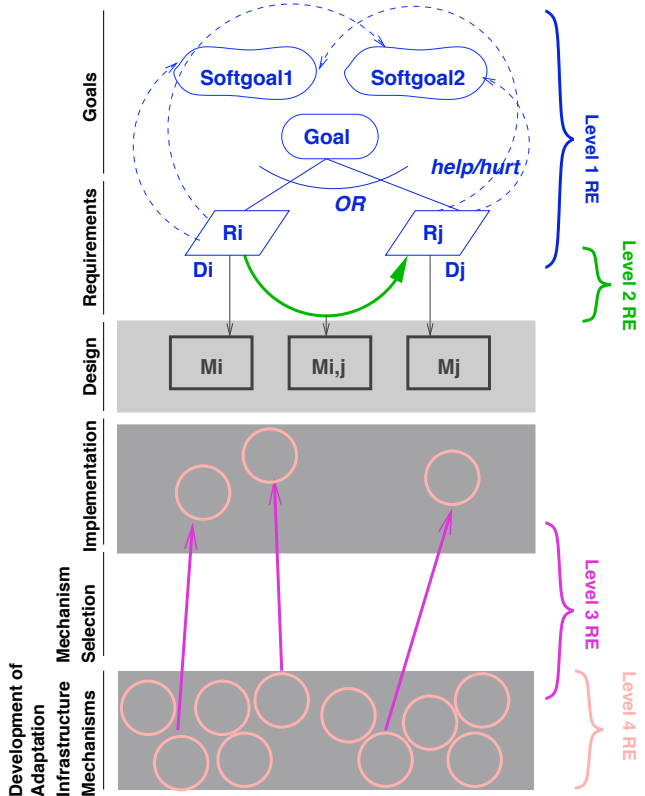 Goals
Softgoal1
Softgoal2
Goal
help/hurt
OR
Level 1 RE
Requirements
Ri
Rj
Di
Dj
Level 2 RE
Design
Mi
Mi,j
Mj
Implementation
Mechanism
Selection
Level 3 RE
Development of
Adaptation
Infrastructure
Mechanisms
Level 4 RE